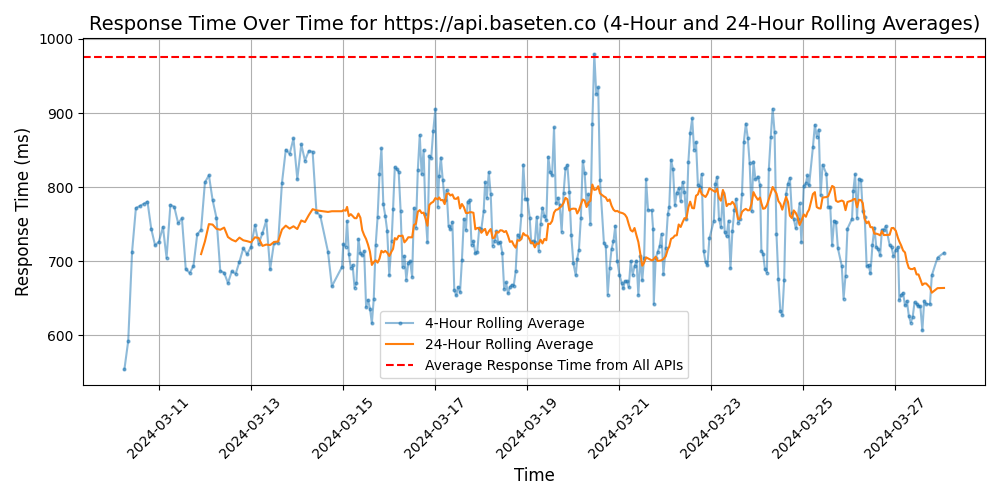 Response Time Over Time for https://api.baseten.co (4-Hour and 24-Hour Rolling Averages)
Response Time (ms)
1000
900
800
700
600
4-Hour Rolling Average
24-Hour Rolling Average
Average Response Time from All APIs
2024-03-11
2024-03-13
2024-03-15
2024-03-17
2024-03-19
2024-03-21
2024-03-23
2024-03-25
2024-03-27
Time